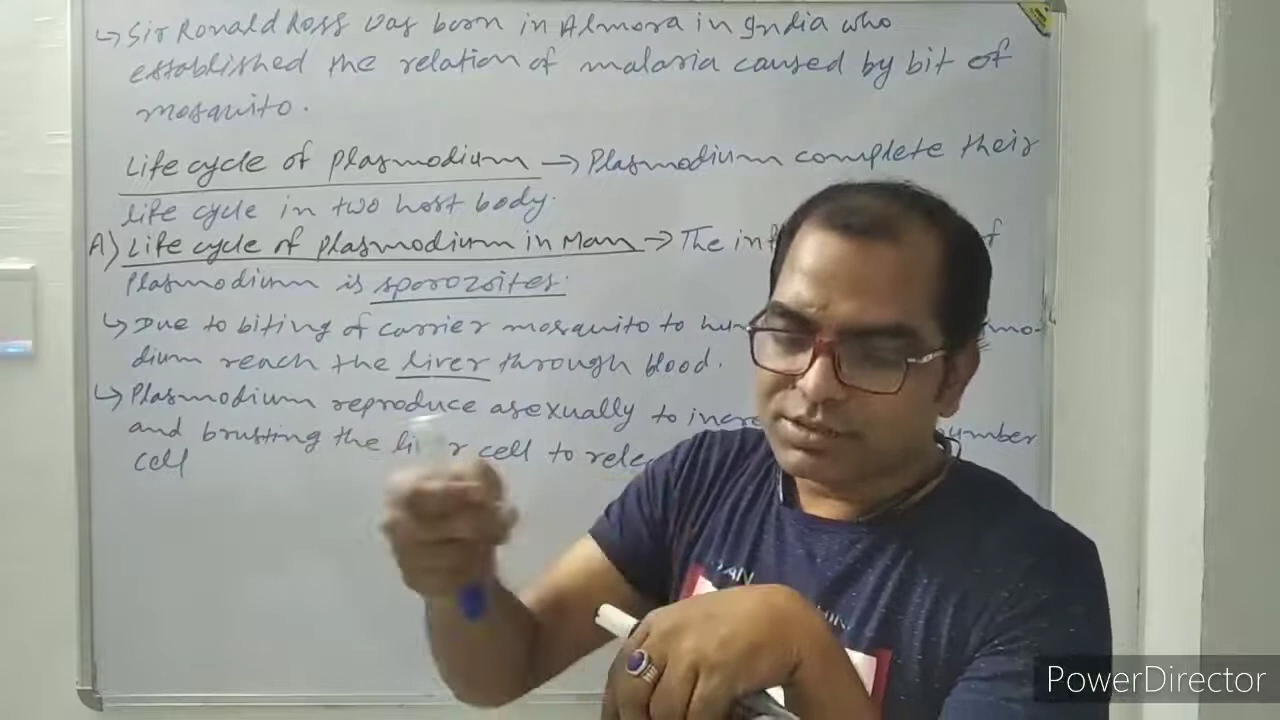 ↳ Sir Ronald Ross was born in Almora in India who
established the relation of malaria caused by bit of
mosquito.
Life cycle of plasmodium → Plasmodium complete their
life cycle in two host body.
A) Life cycle of plasmodium in Man → The inf
Plasmodium is sporozoites.
↳ Due to biting of carrier mosquito to hu mo-
dium reach the liver through blood.
↳ Plasmodium reproduce asexually to incre number
and brusting the li r cell to rele
cell
PowerDirector